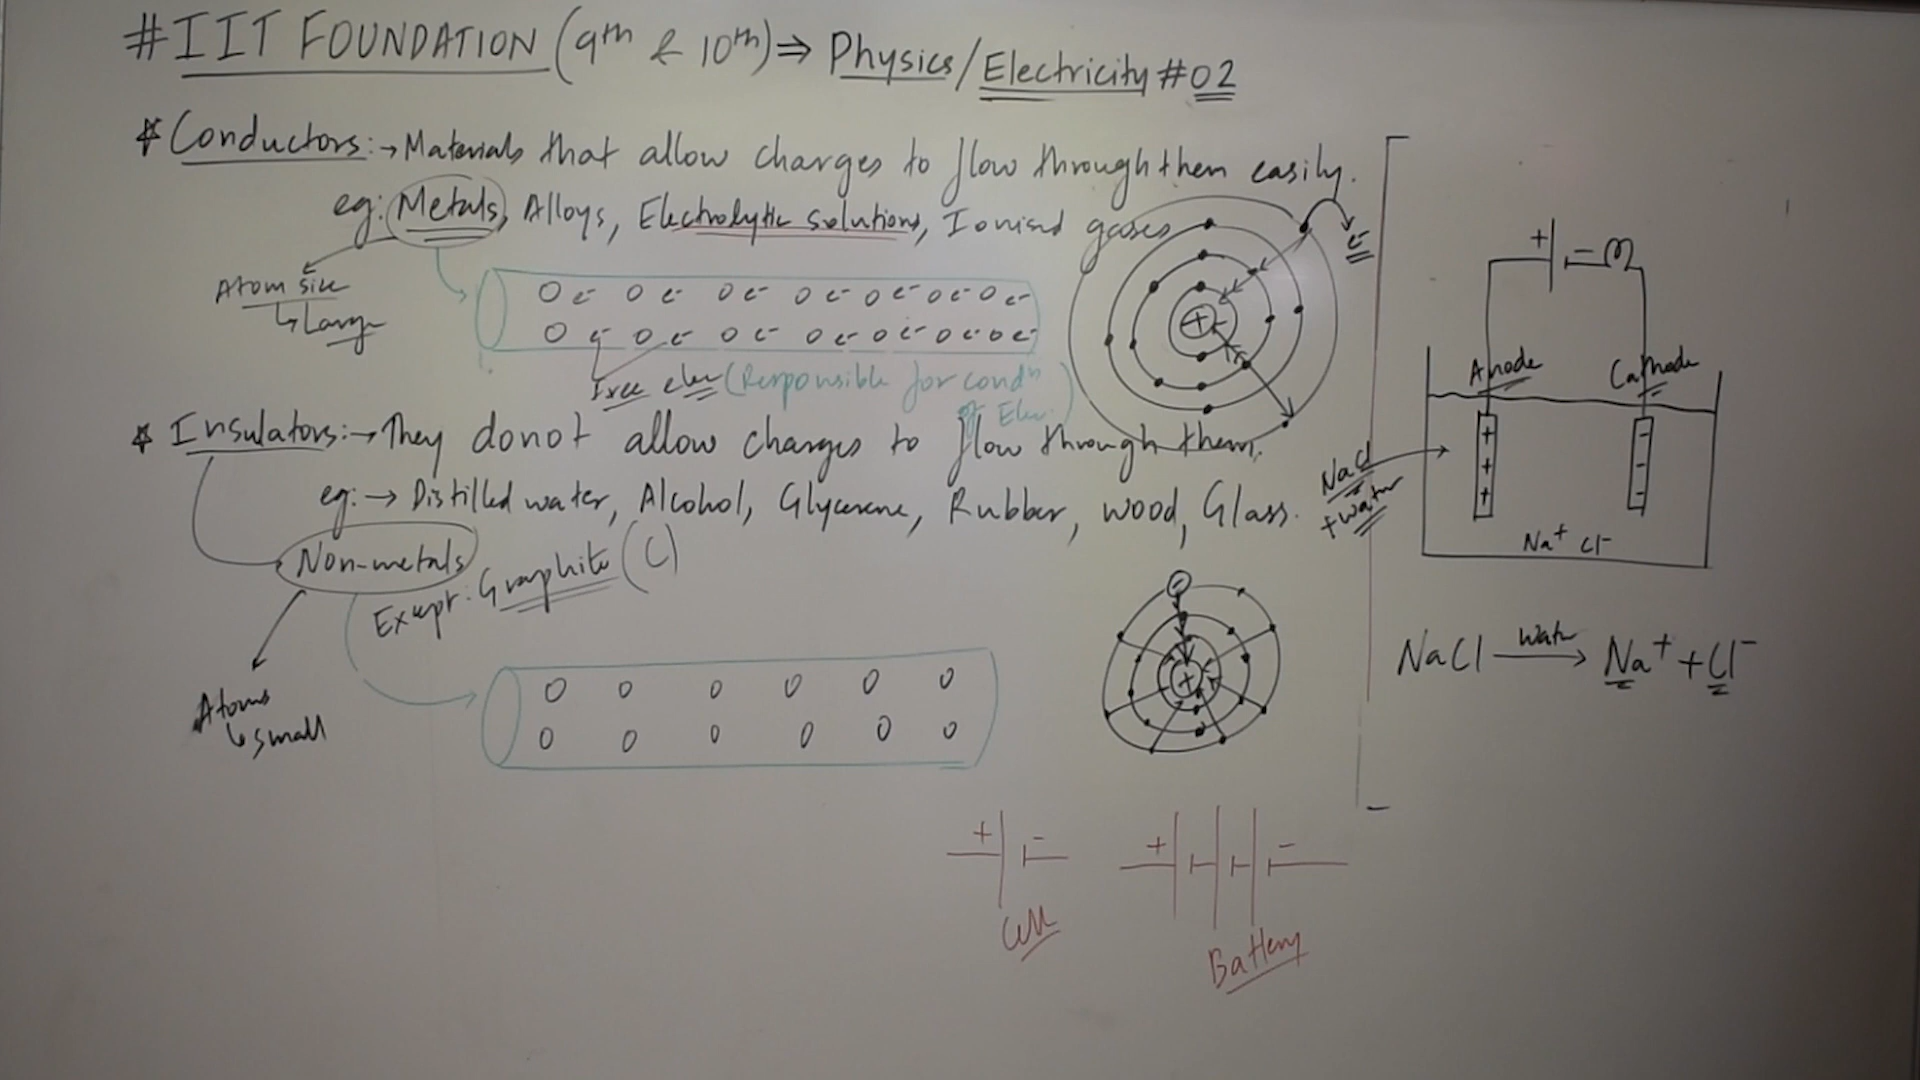 #IIT FOUNDATION (9th & 10th) ⇒ Physics/Electricity #02
* Conductors:→ Materials that allow charges to flow through them easily.
eg: Metals, Alloys, Electrolytic solutions, Ionised gases
e-
Atom size
↳ Large
O e- O e- O e- O e- O e- O e- O e-
O e- O e- O e- O e- O e- O e- O e-
free elec (Responsible for condn
of Elec.)
+
* Insulators:→ They donot allow charges to flow through them.
eg:→ Distilled water, Alcohol, Glycerene, Rubber, wood, Glass.
Non-metals
Except: Graphite (C)
Atoms
↳ small
O O O O O O
O O O O O O
-
+
+ -
Cell
+ -
Battery
+ -
Anode Cathode
+ -
+ -
+ -
NaCl
+ water
Na+ Cl-
NaCl water→ Na+ + Cl-